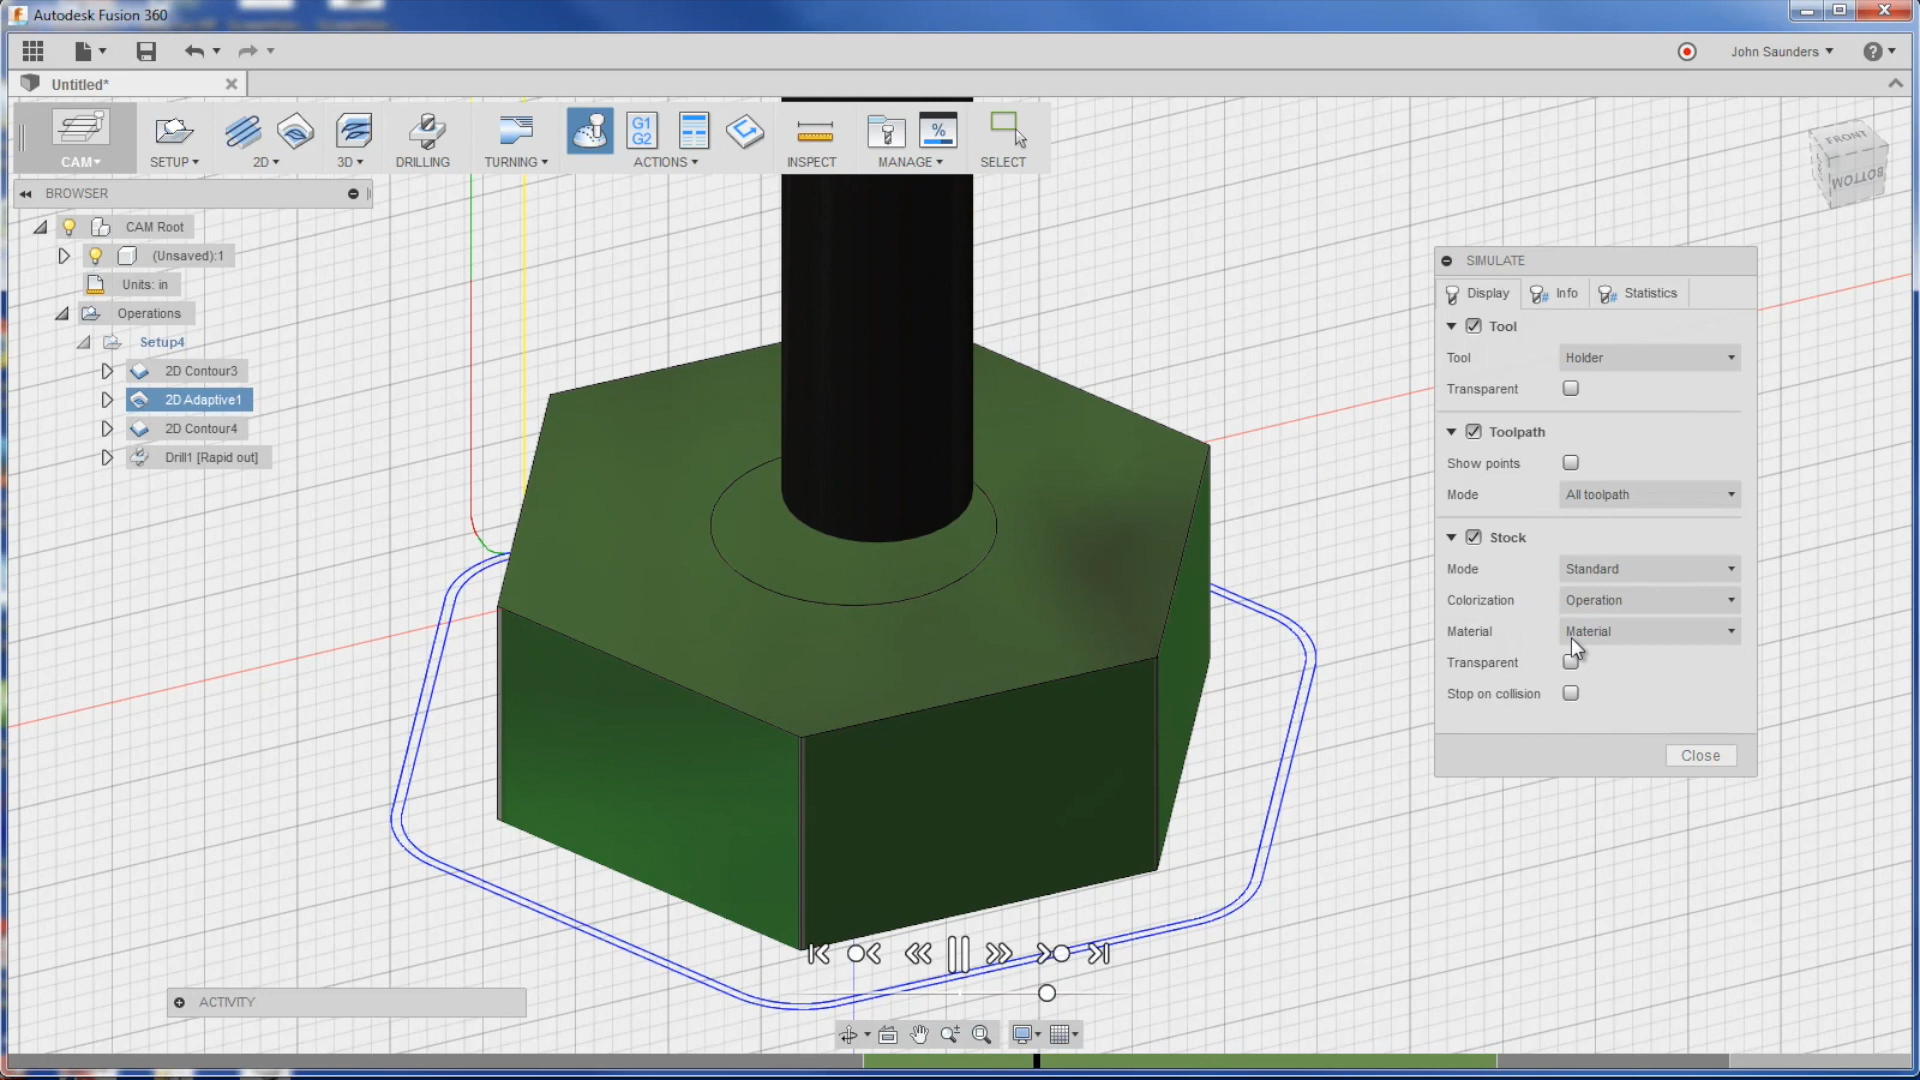 Autodesk Fusion 360
John Saunders
Untitled*
G1
G2
%
CAM
SETUP
2D
3D
DRILLING
TURNING
ACTIONS
INSPECT
MANAGE
SELECT
FRONT
BOTTOM
BROWSER
CAM Root
(Unsaved):1
Units: in
Operations
Setup4
2D Contour3
2D Adaptive1
2D Contour4
Drill1 [Rapid out]
SIMULATE
Display
Info
Statistics
Tool
Tool Holder
Transparent
Toolpath
Show points
Mode All toolpath
Stock
Mode Standard
Colorization Operation
Material Material
Transparent
Stop on collision
Close
ACTIVITY